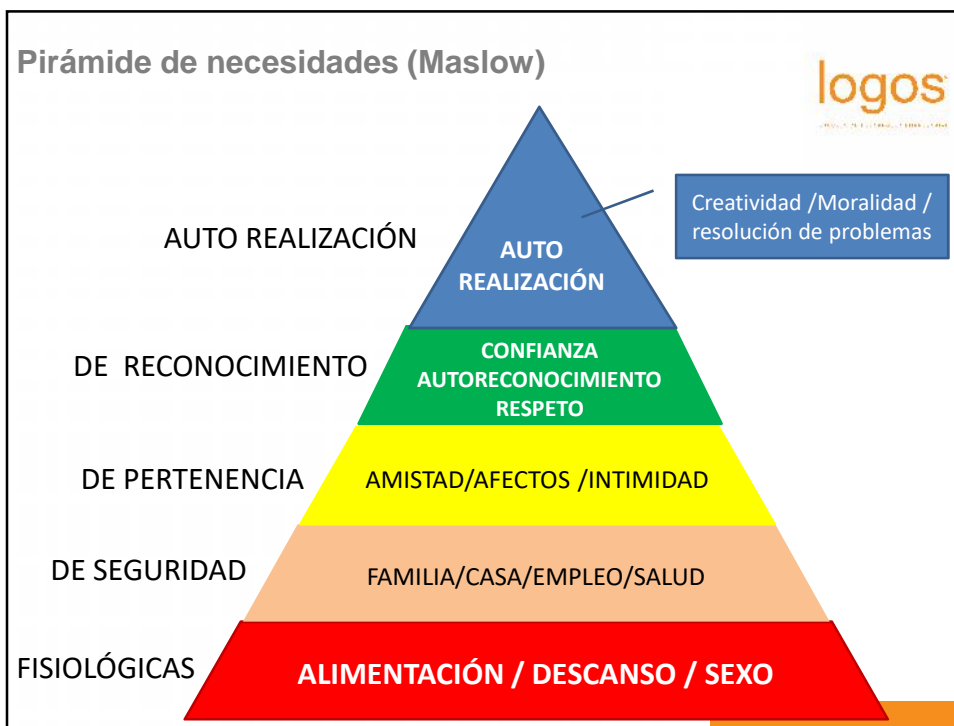 Pirámide de necesidades (Maslow)
logos
Creatividad /Moralidad /
resolución de problemas
AUTO REALIZACIÓN
AUTO
REALIZACIÓN
DE RECONOCIMIENTO
CONFIANZA
AUTORECONOCIMIENTO
RESPETO
DE PERTENENCIA
AMISTAD/AFECTOS /INTIMIDAD
DE SEGURIDAD
FAMILIA/CASA/EMPLEO/SALUD
FISIOLÓGICAS
ALIMENTACIÓN / DESCANSO / SEXO